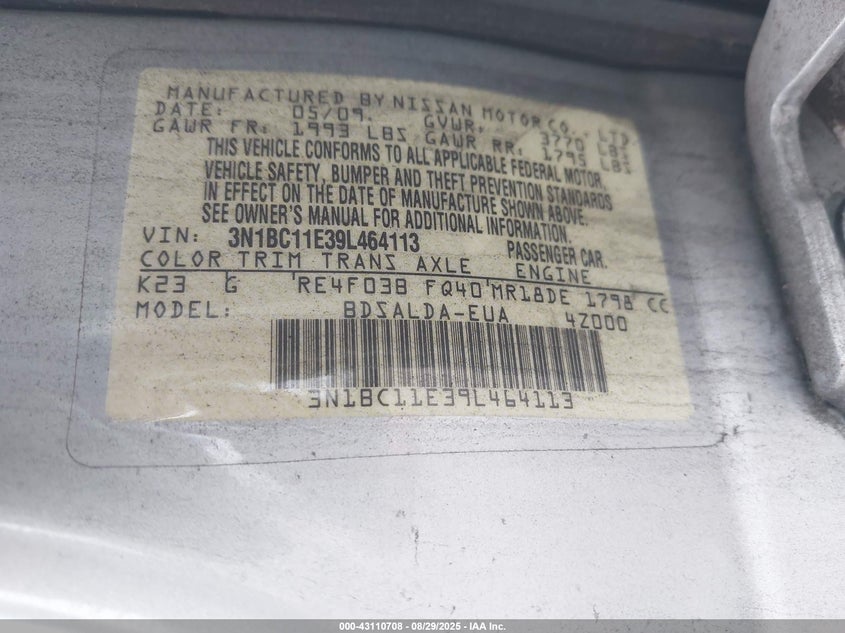 MANUFACTURED BY NISSAN MOTOR CO., LTD.
DATE: 05/09. GVWR: 3770 LBS
GAWR FR: 1993 LBS GAWR RR: 1795 LBS
THIS VEHICLE CONFORMS TO ALL APPLICABLE FEDERAL MOTOR
VEHICLE SAFETY, BUMPER AND THEFT PREVENTION STANDARDS
IN EFFECT ON THE DATE OF MANUFACTURE SHOWN ABOVE.
SEE OWNER'S MANUAL FOR ADDITIONAL INFORMATION.
VIN: 3N1BC11E39L464113 PASSENGER CAR.
COLOR TRIM TRANS AXLE ENGINE
K23 G RE4F03B FQ40 MR18DE 1798 CC
MODEL: BDSALDA-EUA 4Z000
3N1BC11E39L464113
000-43110708 - 08/29/2025 - IAA Inc.